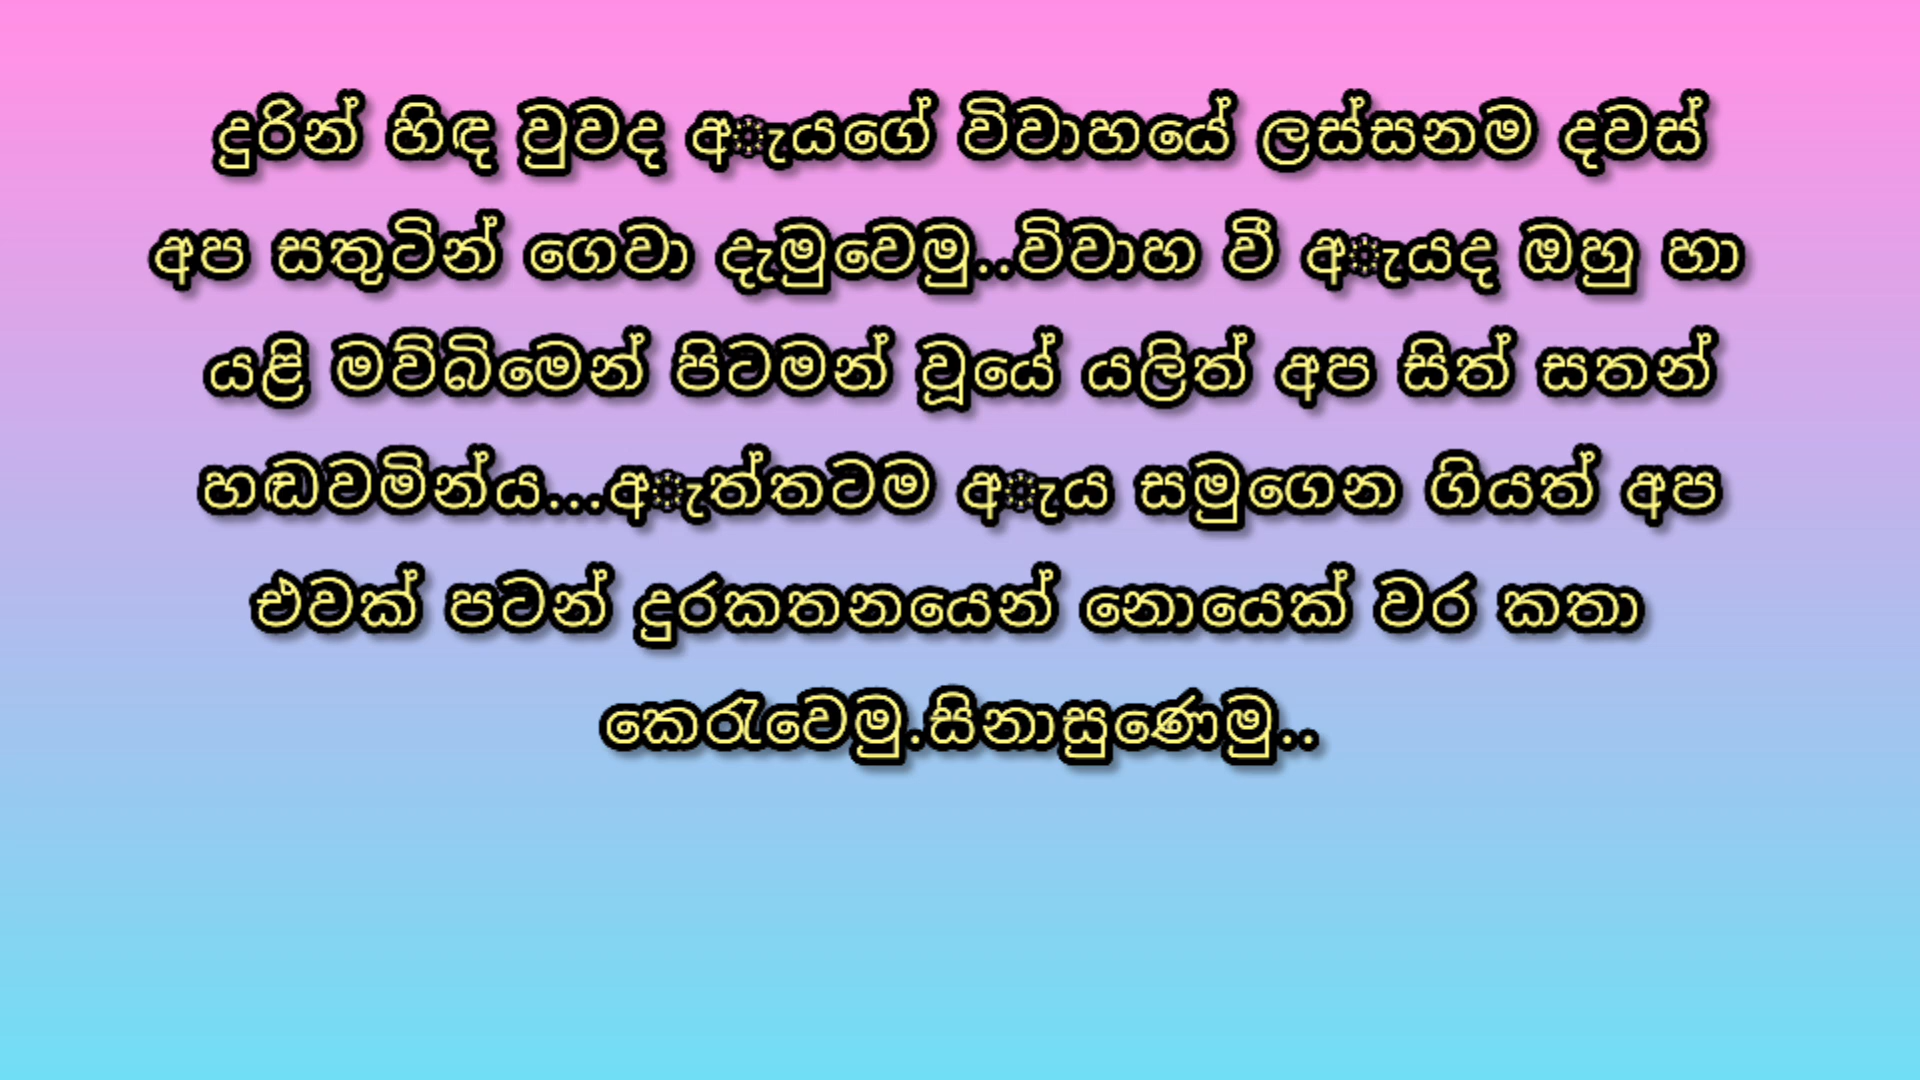 දුරින් හිඳ වුවද අැයගේ විවාහයේ ලස්සනම දවස්
අප සතුටින් ගෙවා දැමුවෙමු..විවාහ වී අැයද ඔහු හා
යළි මව්බිමෙන් පිටමන් වූයේ යලිත් අප සිත් සතන්
හඬවමින්ය...අැත්තටම අැය සමුගෙන ගියත් අප
එවක් පටන් දුරකතනයෙන් නොයෙක් වර කතා
කෙරැවෙමු.සිනාසුණෙමු..